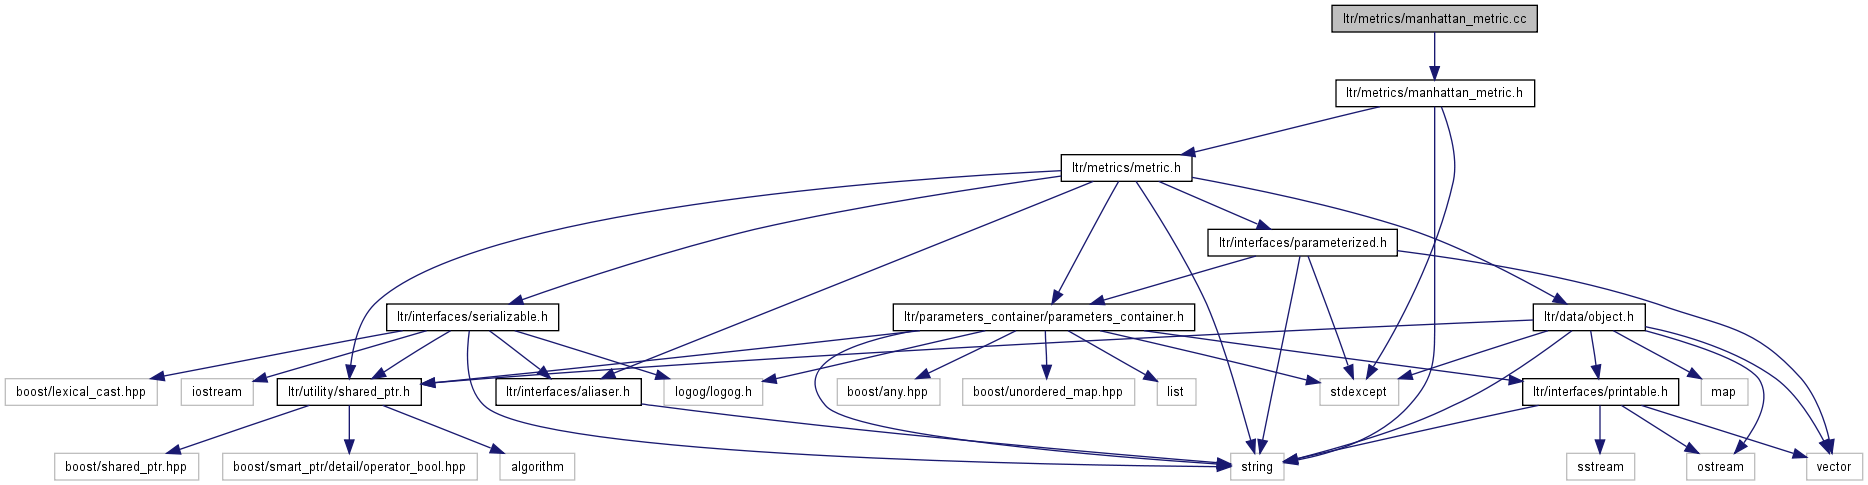 ltr/metrics/manhattan_metric.cc
ltr/metrics/manhattan_metric.h
ltr/metrics/metric.h
ltr/interfaces/parameterized.h
ltr/interfaces/serializable.h
ltr/parameters_container/parameters_container.h
ltr/data/object.h
boost/lexical_cast.hpp
iostream
ltr/utility/shared_ptr.h
ltr/interfaces/aliaser.h
logog/logog.h
boost/any.hpp
boost/unordered_map.hpp
list
stdexcept
ltr/interfaces/printable.h
map
boost/shared_ptr.hpp
boost/smart_ptr/detail/operator_bool.hpp
algorithm
string
sstream
ostream
vector